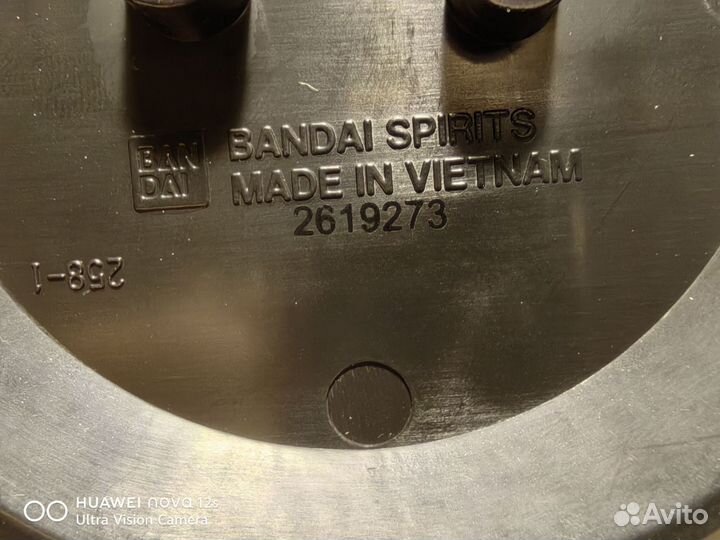 BAN
DAI
BANDAI SPIRITS
MADE IN VIETNAM
2619273
258-1
HUAWEI nova 12s
Ultra Vision Camera
Avito